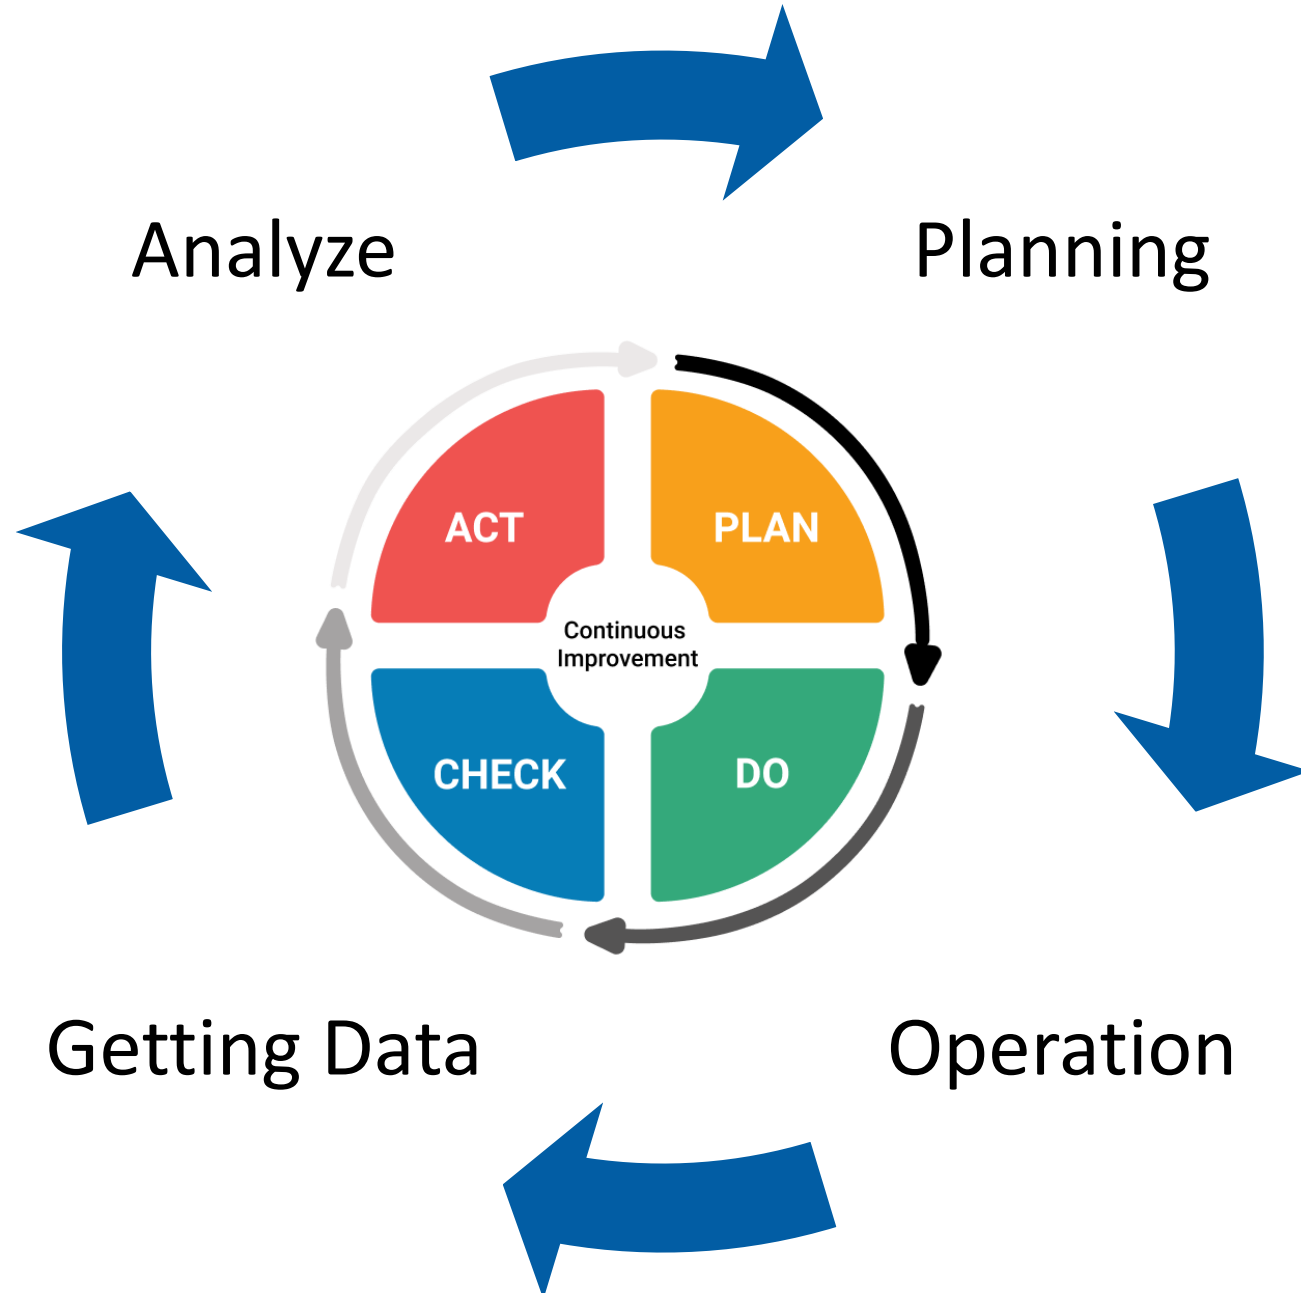 Analyze
Planning
ACT
PLAN
Continuous
Improvement
CHECK
DO
Getting Data
Operation